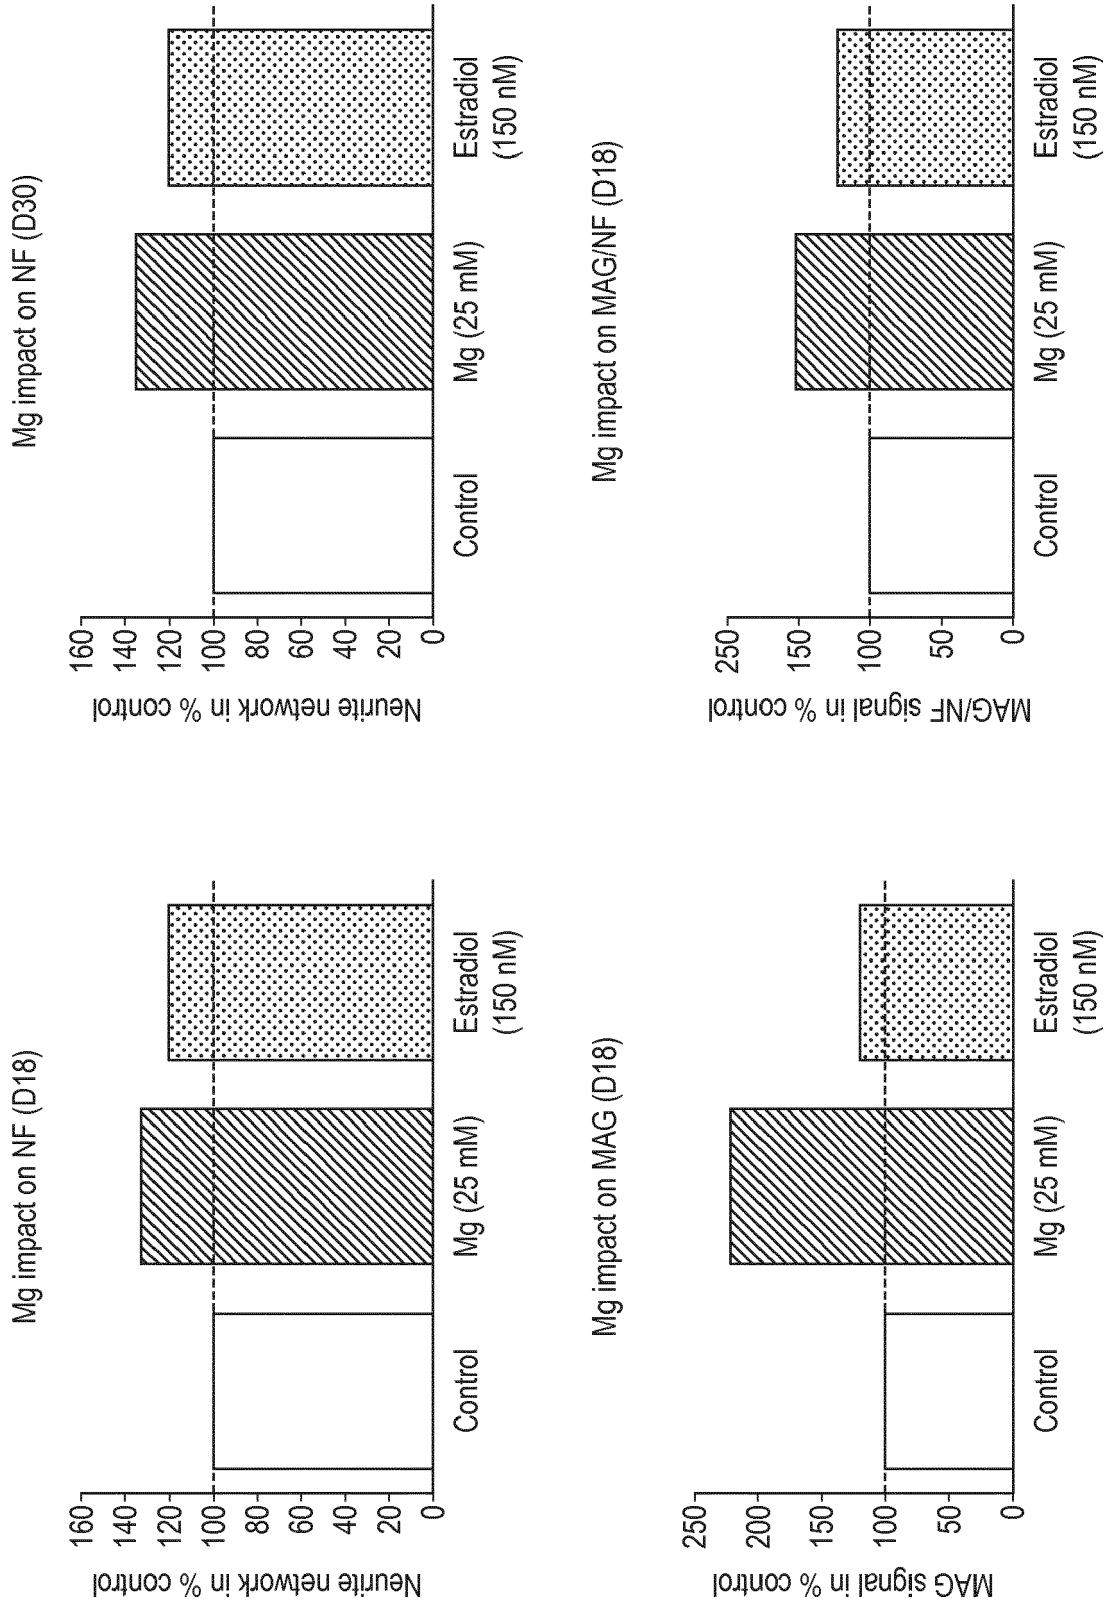 Mg impact on NF (D18)
Neurite network in % control
160
140
120
100
80
60
40
20
0
Control
Mg (25 mM)
Estradiol
(150 nM)
Mg impact on NF (D30)
Neurite network in % control
160
140
120
100
80
60
40
20
0
Control
Mg (25 mM)
Estradiol
(150 nM)
Mg impact on MAG (D18)
MAG signal in % control
250
200
150
100
50
0
Control
Mg (25 mM)
Estradiol
(150 nM)
Mg impact on MAG/NF (D18)
MAG/NF signal in % control
250
150
100
50
0
Control
Mg (25 mM)
Estradiol
(150 nM)